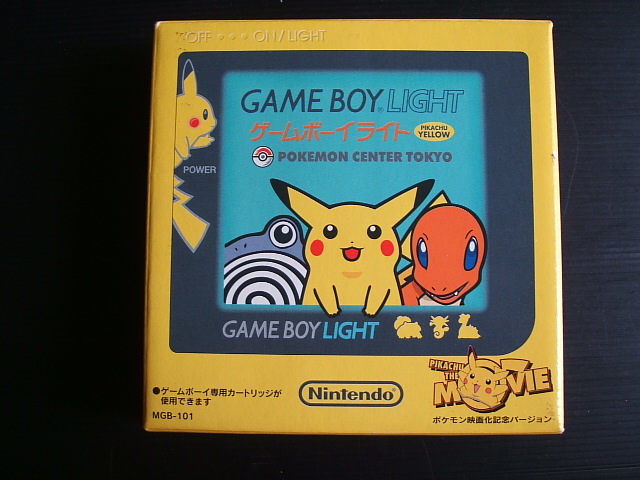 OFF ••• ON/LIGHT
GAME BOY LIGHT
ゲームボーイライト
PIKACHU
YELLOW
POKEMON CENTER TOKYO
POWER
GAME BOY LIGHT
PIKACHU
THE
MOVIE
●ゲームボーイ専用カートリッジが
使用できます
MGB-101
Nintendo
ポケモン映画化記念バージョン